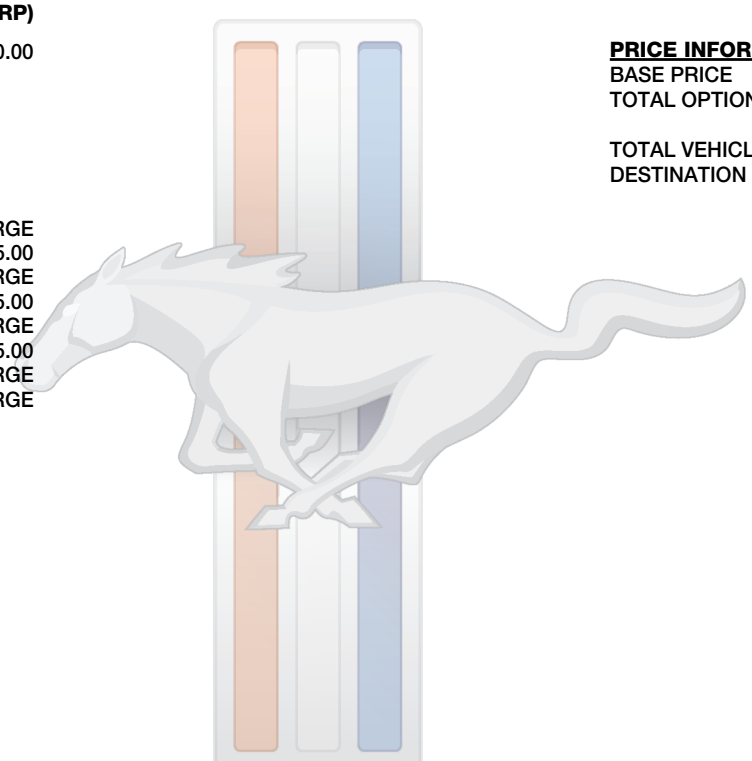 RP)
0.00
RGE
5.00
RGE
5.00
RGE
5.00
RGE
RGE
PRICE INFOR
BASE PRICE
TOTAL OPTION
TOTAL VEHICL
DESTINATION